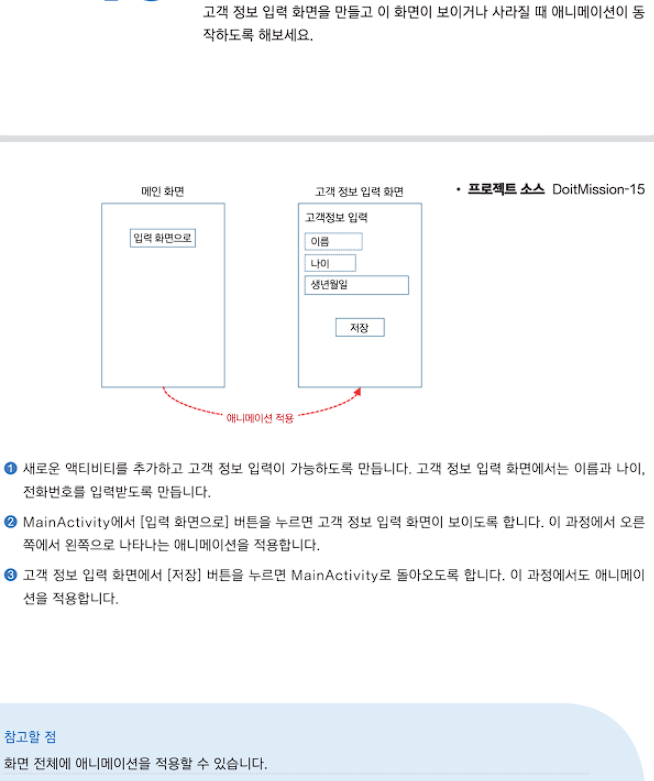 고객 정보 입력 화면을 만들고 이 화면이 보이거나 사라질 때 애니메이션이 동
작하도록 해보세요.
메인 화면
고객 정보 입력 화면
• 프로젝트 소스 DoitMission-15
입력 화면으로
고객정보 입력
이름
나이
생년월일
저장
애니메이션 적용
1 새로운 액티비티를 추가하고 고객 정보 입력이 가능하도록 만듭니다. 고객 정보 입력 화면에서는 이름과 나이,
전화번호를 입력받도록 만듭니다.
2 MainActivity에서 [입력 화면으로] 버튼을 누르면 고객 정보 입력 화면이 보이도록 합니다. 이 과정에서 오른
쪽에서 왼쪽으로 나타나는 애니메이션을 적용합니다.
3 고객 정보 입력 화면에서 [저장] 버튼을 누르면 MainActivity로 돌아오도록 합니다. 이 과정에서도 애니메이
션을 적용합니다.
참고할 점
화면 전체에 애니메이션을 적용할 수 있습니다.